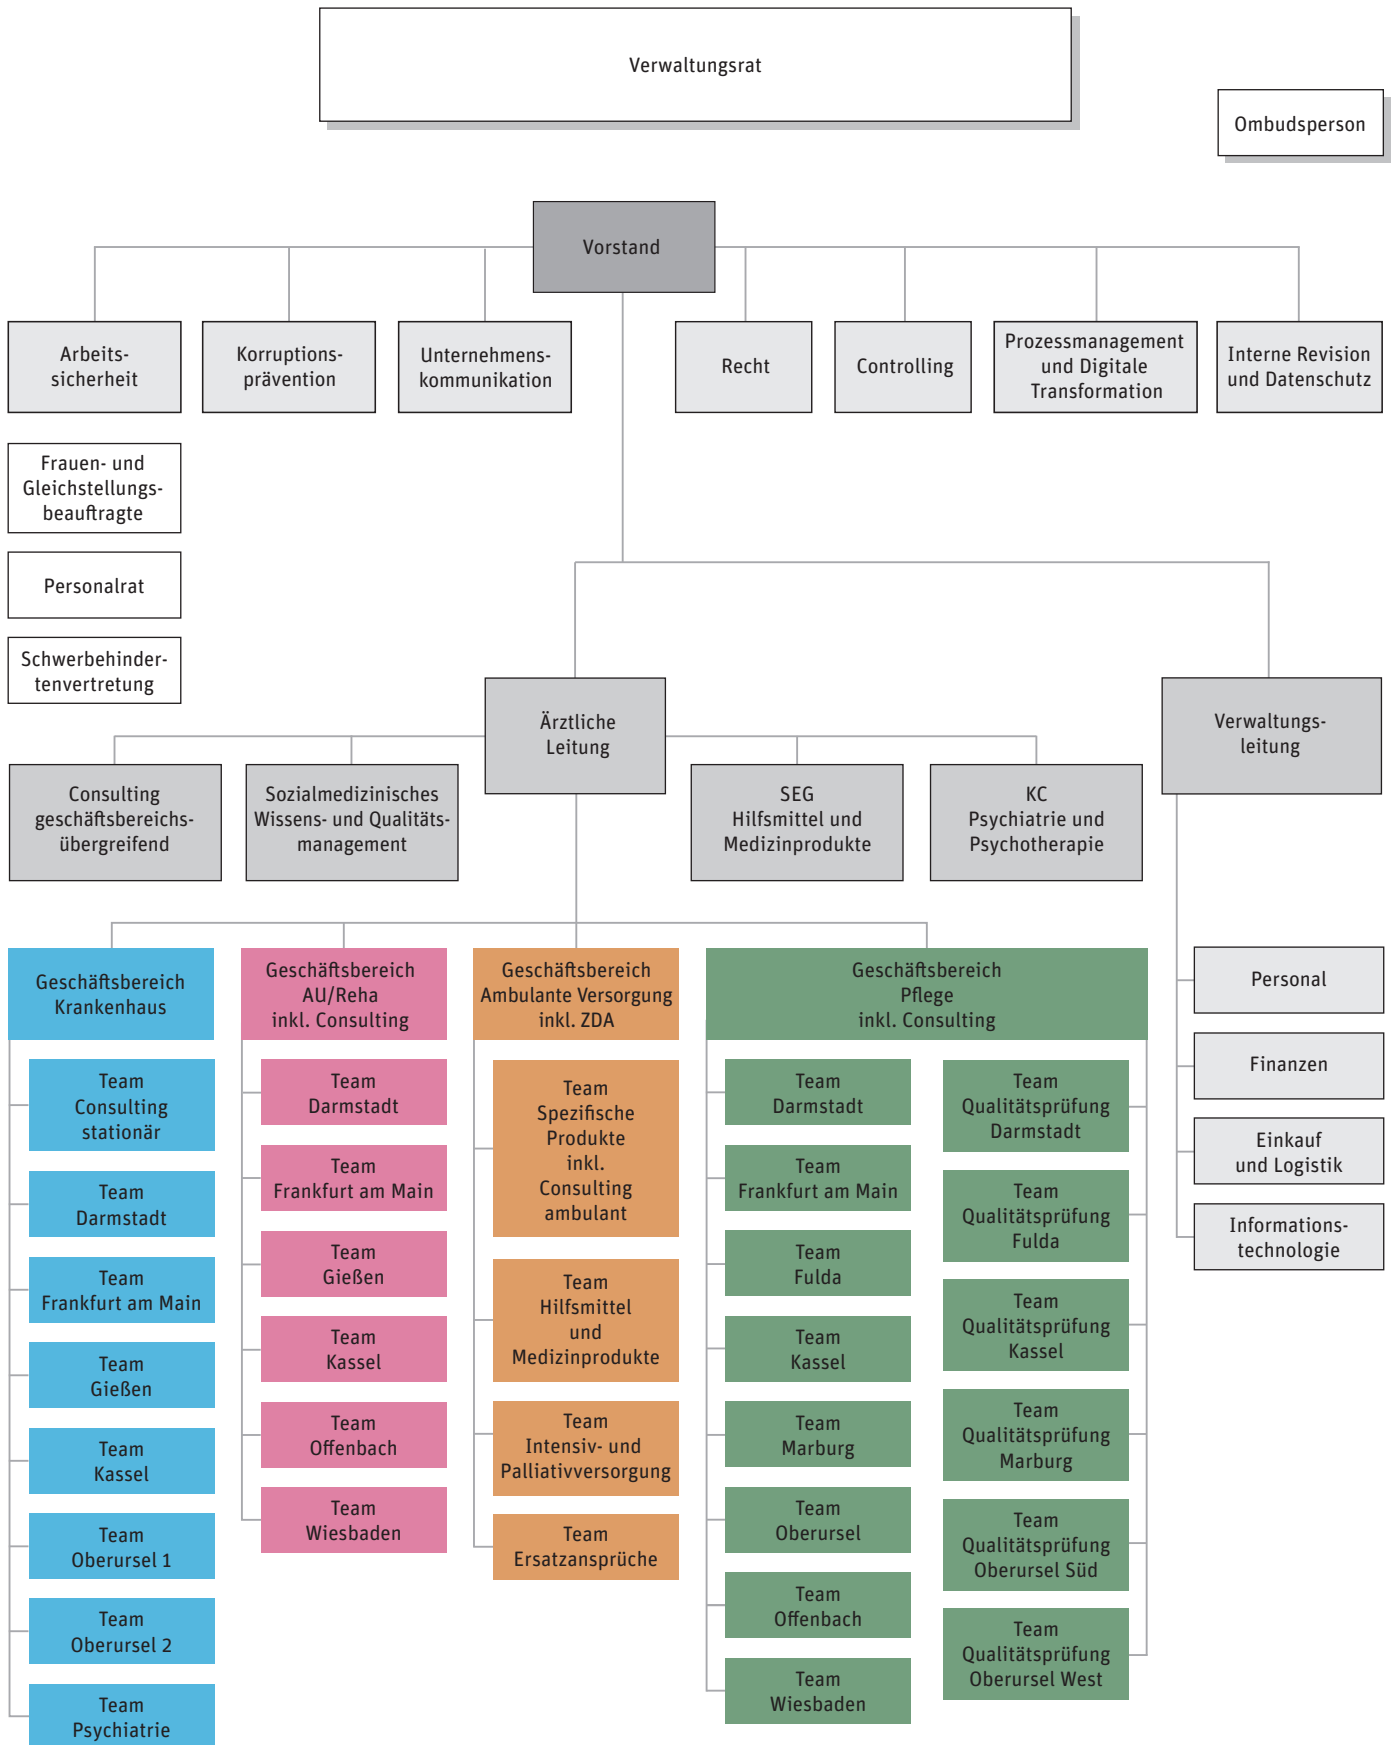 Verwaltungsrat
Ombudsperson
Vorstand
Arbeits-
sicherheit
Korruptions-
prävention
Unternehmens-
kommunikation
Recht
Controlling
Prozessmanagement
und Digitale
Transformation
Interne Revision
und Datenschutz
Frauen- und
Gleichstellungs-
beauftragte
Personalrat
Schwerbehinder-
tenvertretung
Ärztliche
Leitung
Verwaltungs-
leitung
Consulting
geschäftsbereichs-
übergreifend
Sozialmedizinisches
Wissens- und Qualitäts-
management
SEG
Hilfsmittel und
Medizinprodukte
KC
Psychiatrie und
Psychotherapie
Geschäftsbereich
Krankenhaus
Team
Consulting
stationär
Team
Darmstadt
Team
Frankfurt am Main
Team
Gießen
Team
Kassel
Team
Oberursel 1
Team
Oberursel 2
Team
Psychiatrie
Geschäftsbereich
AU/Reha
inkl. Consulting
Team
Darmstadt
Team
Frankfurt am Main
Team
Gießen
Team
Kassel
Team
Offenbach
Team
Wiesbaden
Geschäftsbereich
Ambulante Versorgung
inkl. ZDA
Team
Spezifische
Produkte
inkl.
Consulting
ambulant
Team
Hilfsmittel
und
Medizinprodukte
Team
Intensiv- und
Palliativversorgung
Team
Ersatzansprüche
Geschäftsbereich
Pflege
inkl. Consulting
Team
Darmstadt
Team
Frankfurt am Main
Team
Fulda
Team
Kassel
Team
Marburg
Team
Oberursel
Team
Offenbach
Team
Wiesbaden
Team
Qualitätsprüfung
Darmstadt
Team
Qualitätsprüfung
Fulda
Team
Qualitätsprüfung
Kassel
Team
Qualitätsprüfung
Marburg
Team
Qualitätsprüfung
Oberursel Süd
Team
Qualitätsprüfung
Oberursel West
Personal
Finanzen
Einkauf
und Logistik
Informations-
technologie